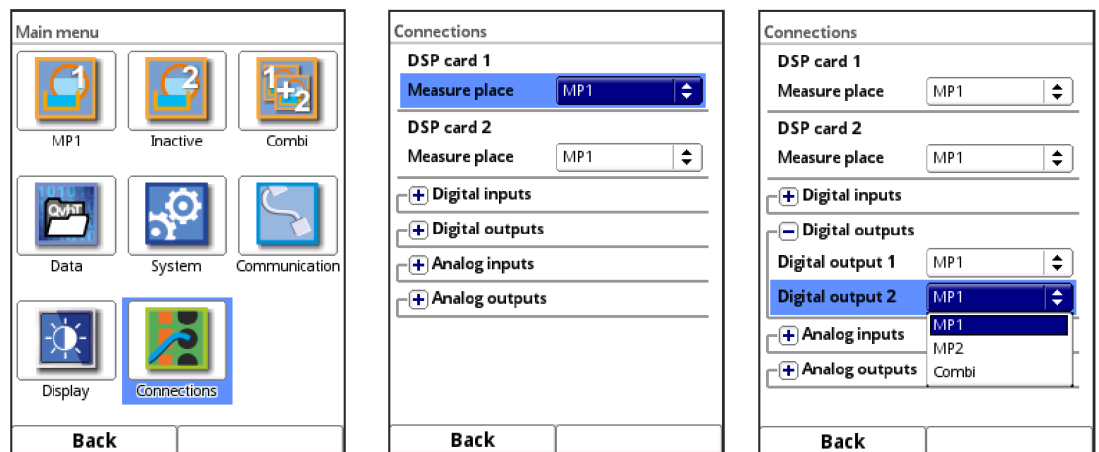 Main menu
1
2
1+2
MP1
Inactive
Combi
QvhT
Data
System
Communication
Display
Connections
Back
Connections
DSP card 1
Measure place MP1
DSP card 2
Measure place MP1
+ Digital inputs
+ Digital outputs
+ Analog inputs
+ Analog outputs
Back
Connections
DSP card 1
Measure place MP1
DSP card 2
Measure place MP1
+ Digital inputs
− Digital outputs
Digital output 1 MP1
Digital output 2 MP1
MP1
MP2
Combi
+ Analog inputs
+ Analog outputs
Back